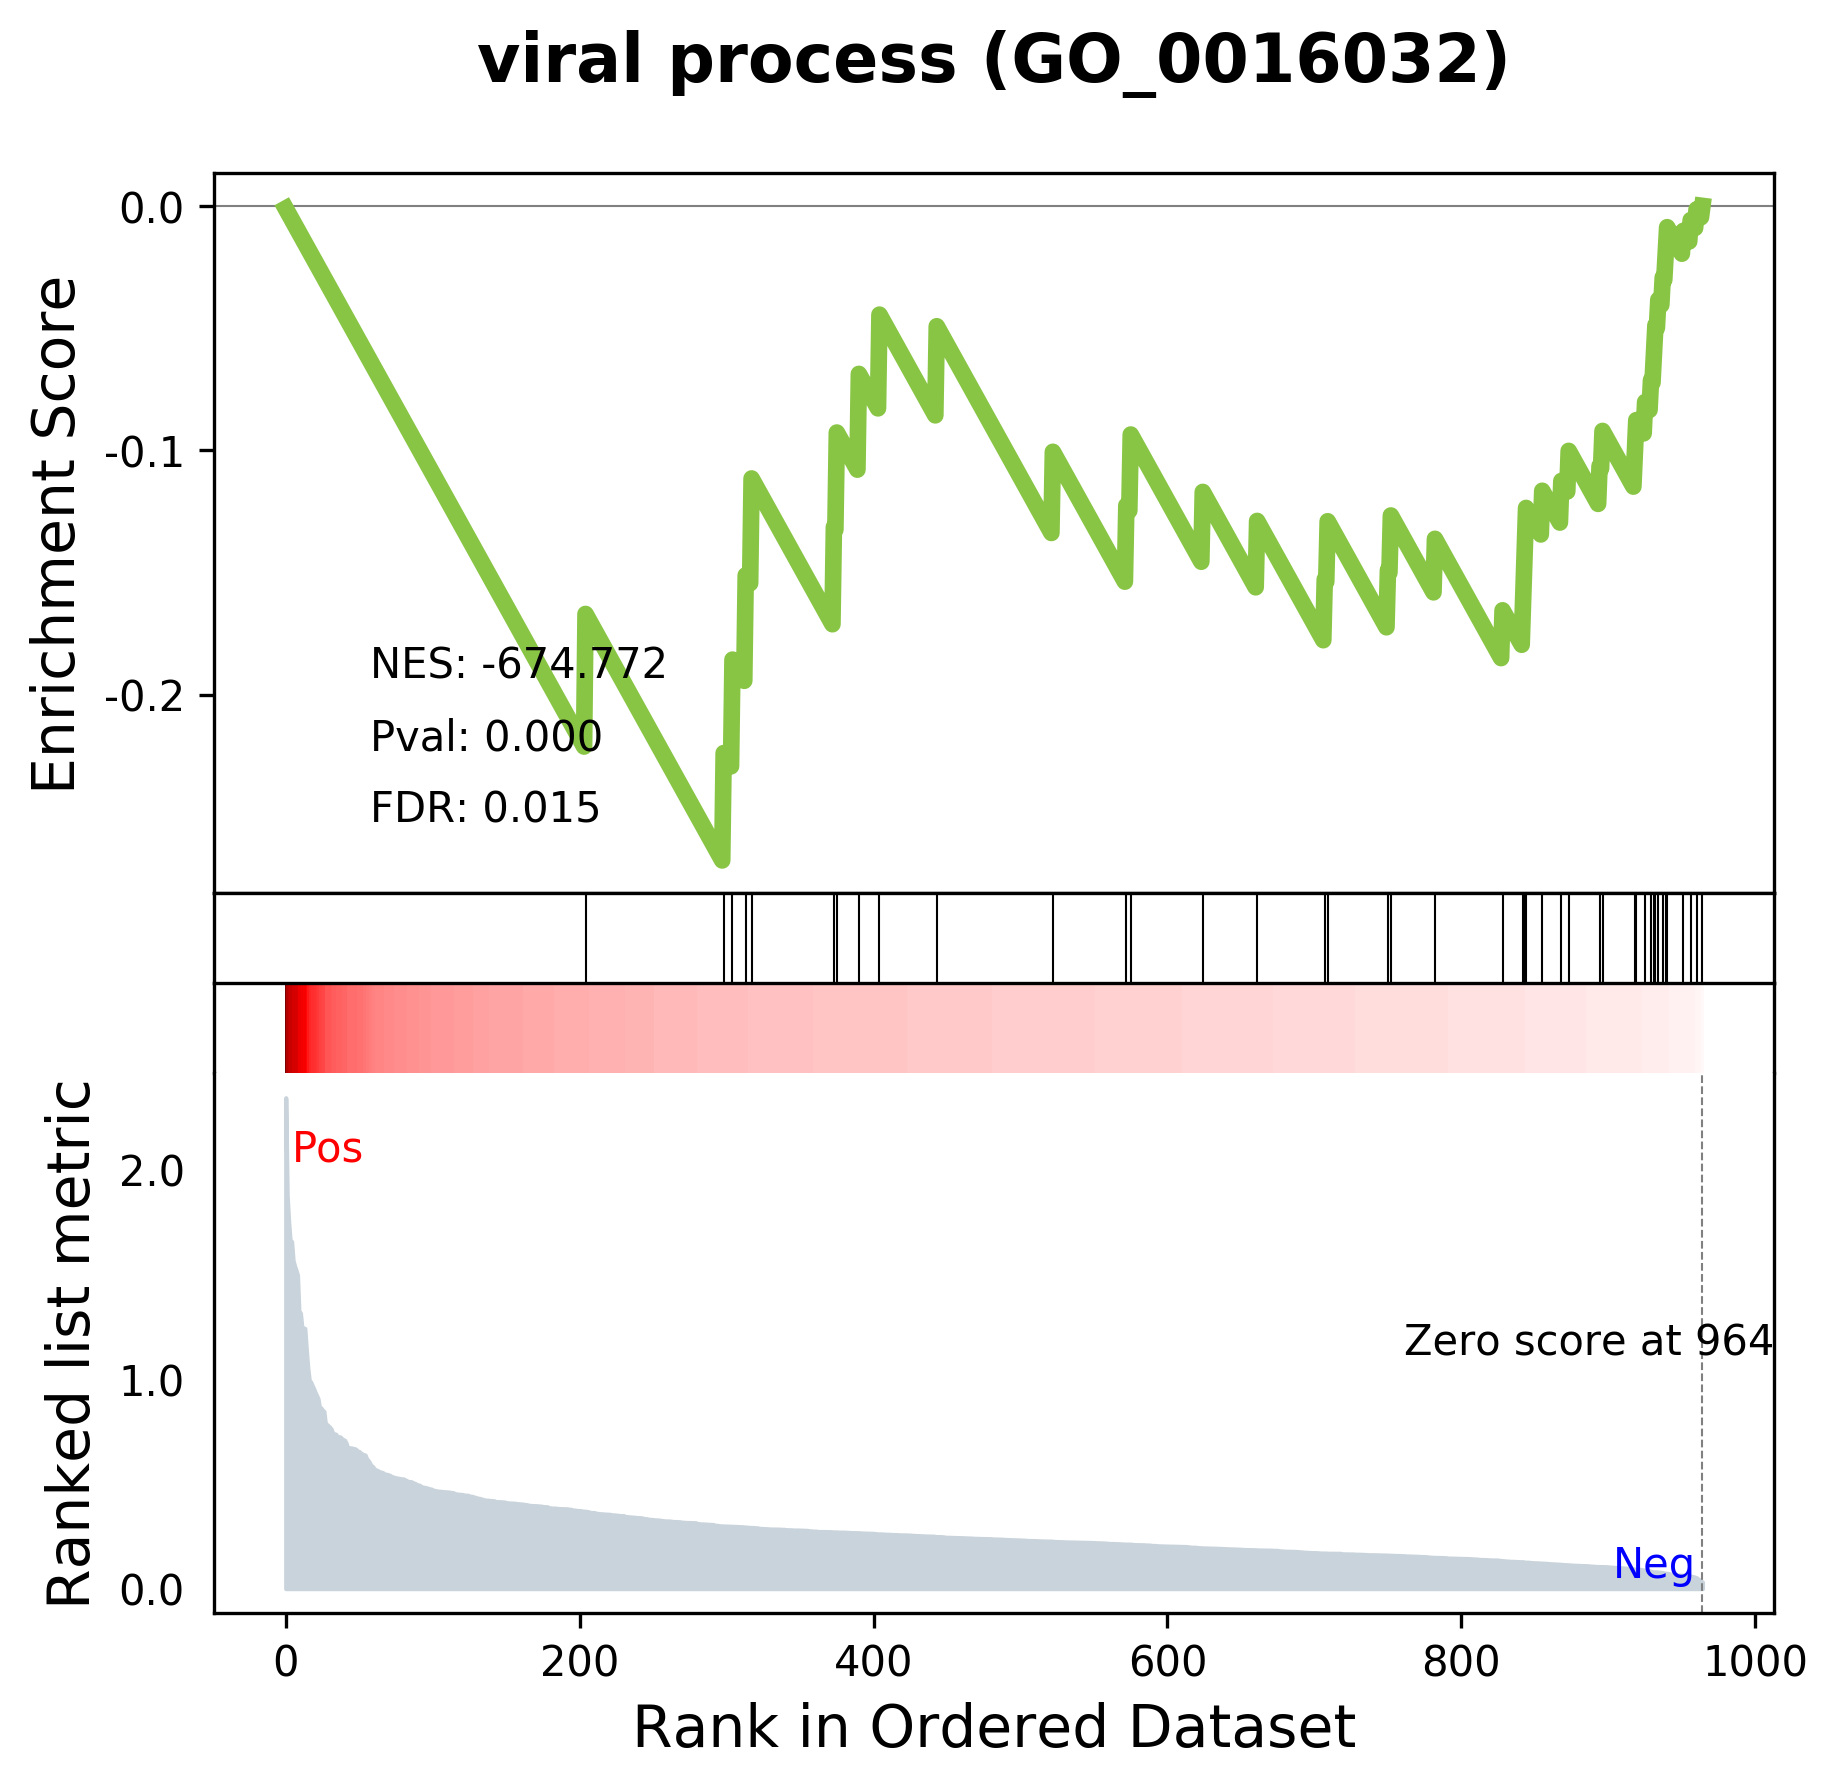 viral process (GO_0016032)
Enrichment Score
0.0
-0.1
-0.2
NES: -674.772
Pval: 0.000
FDR: 0.015
Ranked list metric
2.0
1.0
0.0
Pos
Zero score at 964
Neg
0 200 400 600 800 1000
Rank in Ordered Dataset